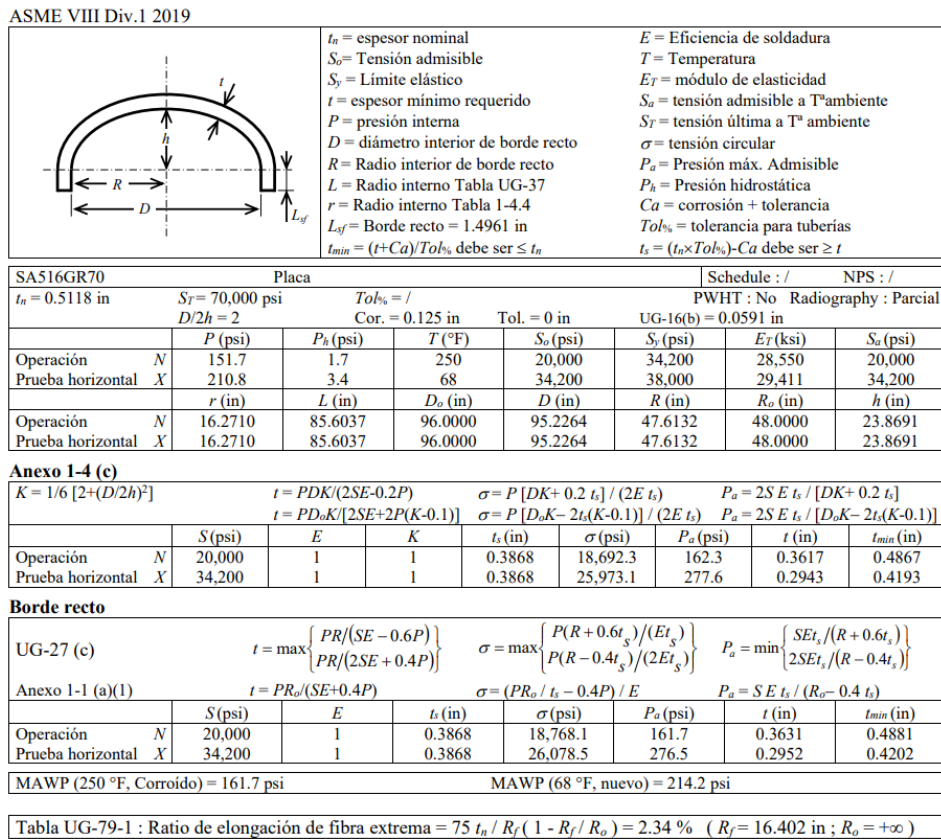 ASME VIII Div.1 2019
t
h
R
D
Lsf
tn = espesor nominal
So= Tensión admisible
Sy = Límite elástico
t = espesor mínimo requerido
P = presión interna
D = diámetro interior de borde recto
R= Radio interior de borde recto
L = Radio interno Tabla UG-37
r = Radio interno Tabla 1-4.4
Lsf = Borde recto = 1.4961 in
tmin = (t+Ca)/Tol% debe ser ≤ tn
E = Eficiencia de soldadura
T = Temperatura
ET = módulo de elasticidad
Sa = tensión admisible a Tªambiente
ST = tensión última a Tª ambiente
σ = tensión circular
Pa = Presión máx. Admisible
Ph = Presión hidrostática
Ca = corrosión + tolerancia
Tol% = tolerancia para tuberías
ts = (tn×Tol%)-Ca debe ser ≥ t
SA516GR70 Placa Schedule : / NPS : /
tn = 0.5118 in ST= 70,000 psi Tol% = / PWHT : No Radiography : Parcial
D/2h = 2 Cor. = 0.125 in Tol. = 0 in UG-16(b) = 0.0591 in
P (psi) Ph (psi) T (°F) So (psi) Sy (psi) ET (ksi) Sa (psi)
Operación N 151.7 1.7 250 20,000 34,200 28,550 20,000
Prueba horizontal X 210.8 3.4 68 34,200 38,000 29,411 34,200
r (in) L (in) Do (in) D (in) R (in) Ro (in) h (in)
Operación N 16.2710 85.6037 96.0000 95.2264 47.6132 48.0000 23.8691
Prueba horizontal X 16.2710 85.6037 96.0000 95.2264 47.6132 48.0000 23.8691
Anexo 1-4 (c)
K = 1/6 [2+(D/2h)²] t = PDK/(2SE-0.2P) σ = P [DK+ 0.2 ts] / (2E ts) Pa = 2S E ts / [DK+ 0.2 ts]
t = PDoK/[2SE+2P(K-0.1)] σ = P [DoK– 2ts(K-0.1)] / (2E ts) Pa = 2S E ts / [DoK– 2ts(K-0.1)]
S (psi) E K ts (in) σ (psi) Pa (psi) t (in) tmin (in)
Operación 20,000 1 1 0.3868 18,692.3 162.3 0.3617 0.4867
Prueba horizontal 34,200 1 1 0.3868 25,973.1 277.6 0.2943 0.4193
Borde recto
UG-27 (c) t = max{PR/(SE – 0.6P) PR/(2SE + 0.4P)} σ = max{P(R + 0.6ts)/(Ets) P(R – 0.4ts)/(2Ets)} Pa = min{SEts/(R + 0.6ts) 2SEts/(R – 0.4ts)}
Anexo 1-1 (a)(1) t = PRo/(SE+0.4P) σ = (PRo / ts – 0.4P) / E Pa = S E ts / (Ro– 0.4 ts)
S (psi) E ts (in) σ (psi) Pa (psi) t (in) tmin (in)
Operación N 20,000 1 0.3868 18,768.1 161.7 0.3631 0.4881
Prueba horizontal X 34,200 1 0.3868 26,078.5 276.5 0.2952 0.4202
MAWP (250 °F, Corroído) = 161.7 psi MAWP (68 °F, nuevo) = 214.2 psi
Tabla UG-79-1 : Ratio de elongación de fibra extrema = 75 tn / Rf ( 1 - Rf / Ro ) = 2.34 % ( Rf = 16.402 in ; Ro = +∞ )